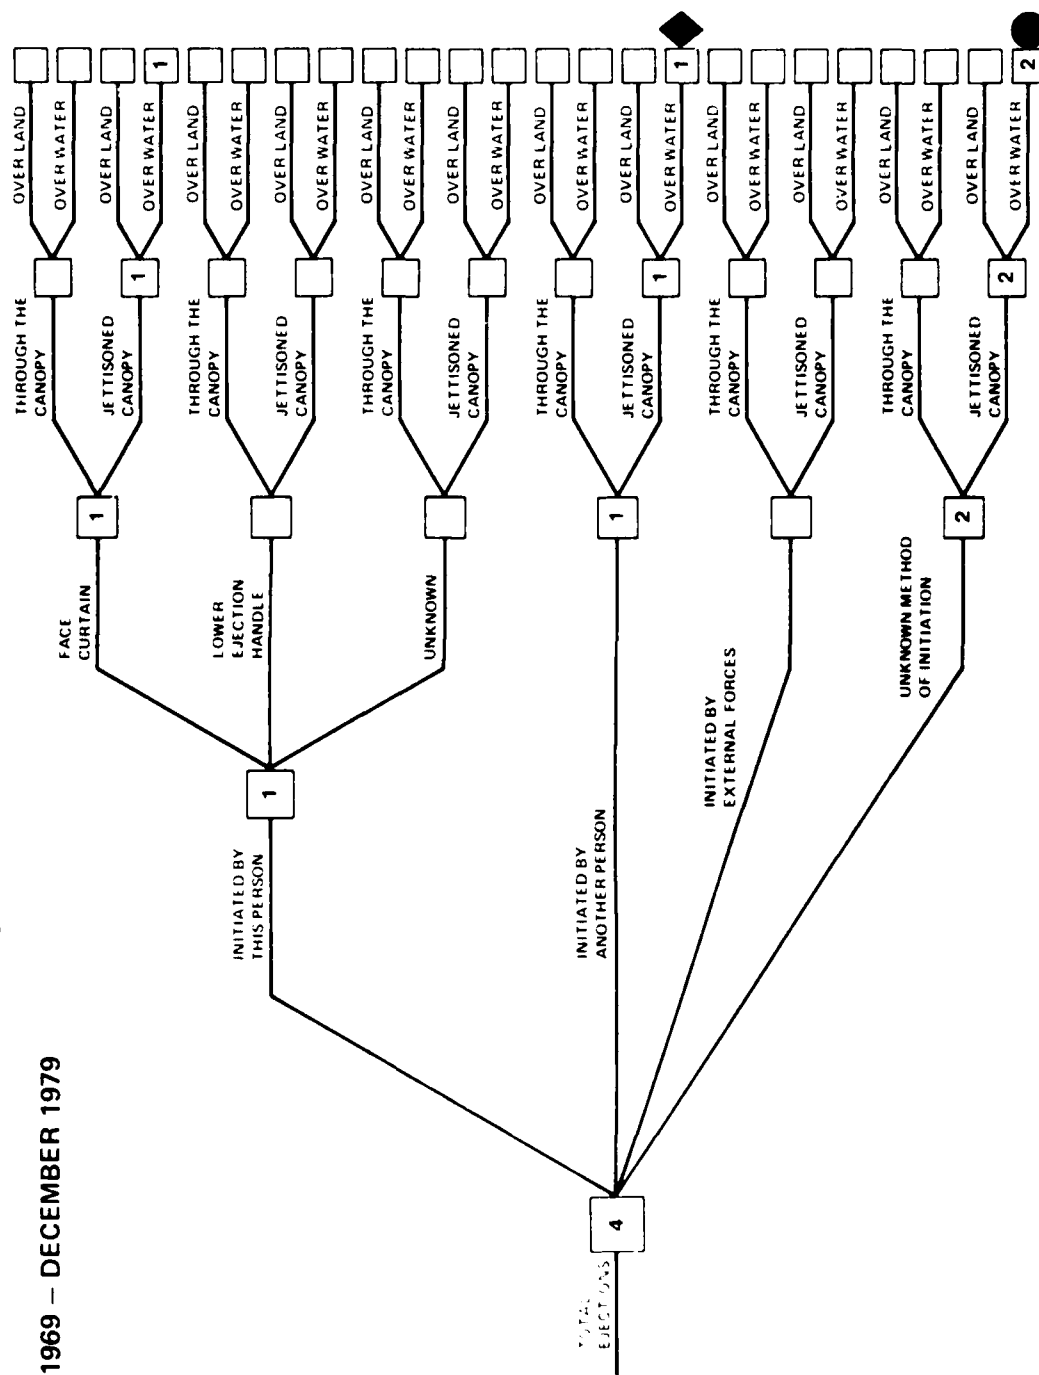 1969 – DECEMBER 1979
TOTAL
EJECTIONS
4
INITIATED BY
THIS PERSON
1
FACE
CURTAIN
1
THROUGH THE
CANOPY
OVER LAND
OVER WATER
JETTISONED
CANOPY
1
OVER LAND
OVER WATER
1
LOWER
EJECTION
HANDLE
THROUGH THE
CANOPY
OVER LAND
OVER WATER
JETTISONED
CANOPY
OVER LAND
OVER WATER
UNKNOWN
THROUGH THE
CANOPY
OVER LAND
OVER WATER
JETTISONED
CANOPY
OVER LAND
OVER WATER
INITIATED BY
ANOTHER PERSON
1
THROUGH THE
CANOPY
OVER LAND
OVER WATER
JETTISONED
CANOPY
1
OVER LAND
OVER WATER
1
INITIATED BY
EXTERNAL FORCES
THROUGH THE
CANOPY
OVER LAND
OVER WATER
JETTISONED
CANOPY
OVER LAND
OVER WATER
UNKNOWN METHOD
OF INITIATION
2
THROUGH THE
CANOPY
OVER LAND
OVER WATER
JETTISONED
CANOPY
2
OVER LAND
OVER WATER
2